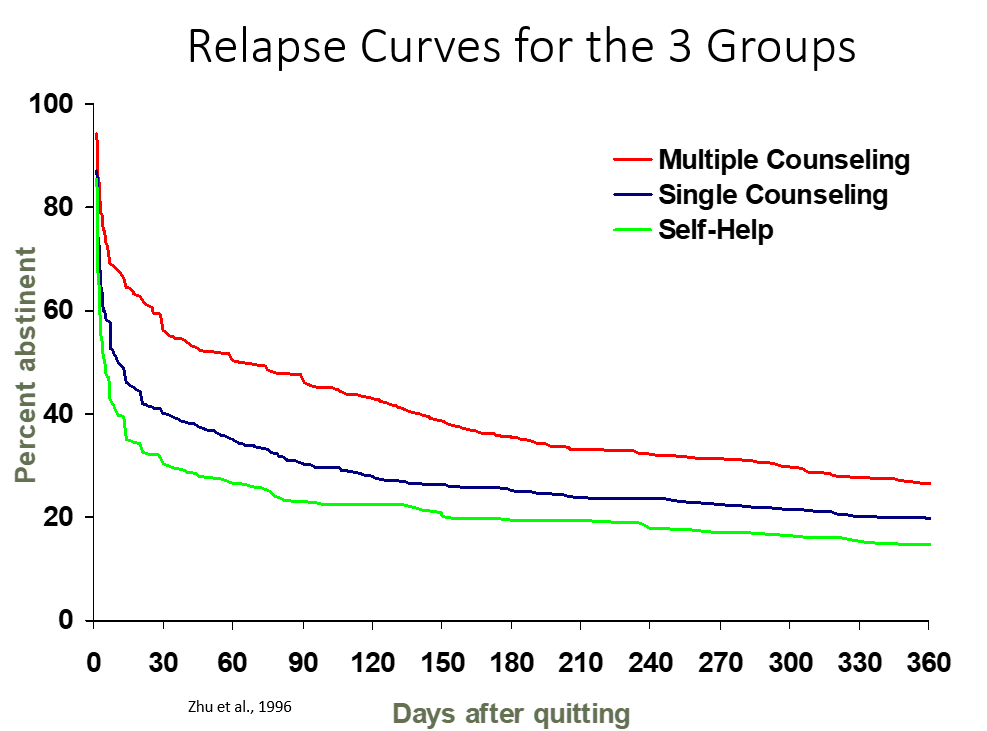 Relapse Curves for the 3 Groups
100
80
60
40
20
0
Percent abstinent
Multiple Counseling
Single Counseling
Self-Help
0 30 60 90 120 150 180 210 240 270 300 330 360
Zhu et al., 1996
Days after quitting